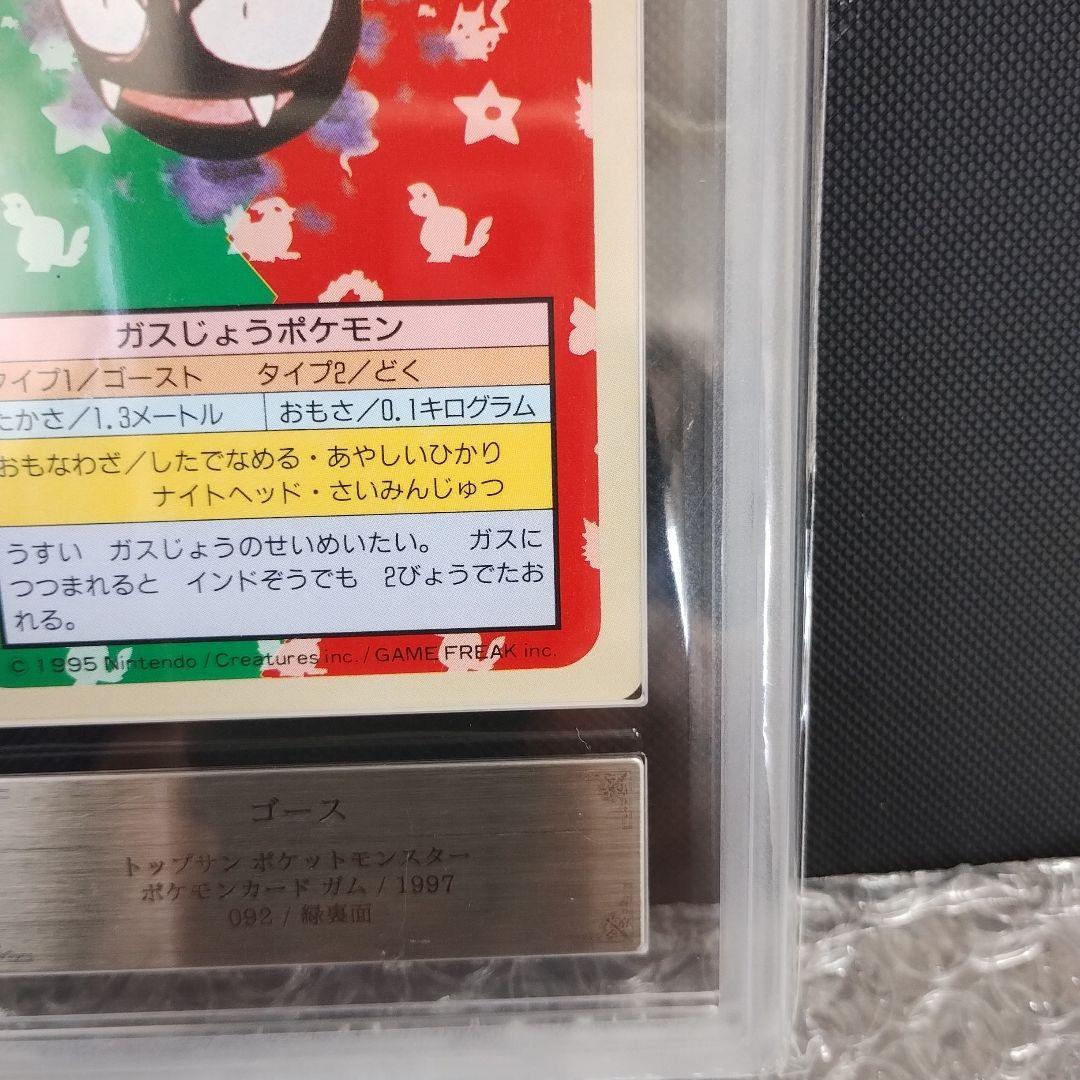 ガスじょうポケモン
タイプ1/ゴースト タイプ2/どく
たかさ/1.3メートル おもさ/0.1キログラム
おもなわざ/したでなめる・あやしいひかり
ナイトヘッド・さいみんじゅつ
うすい ガスじょうのせいめいたい。 ガスに
つつまれると インドぞうでも 2びょうでたお
れる。
© 1995 Nintendo / Creatures inc. / GAME FREAK inc.
ゴース
トップサン ポケットモンスター
ポケモンカード ガム / 1997
092 / 緑裏面